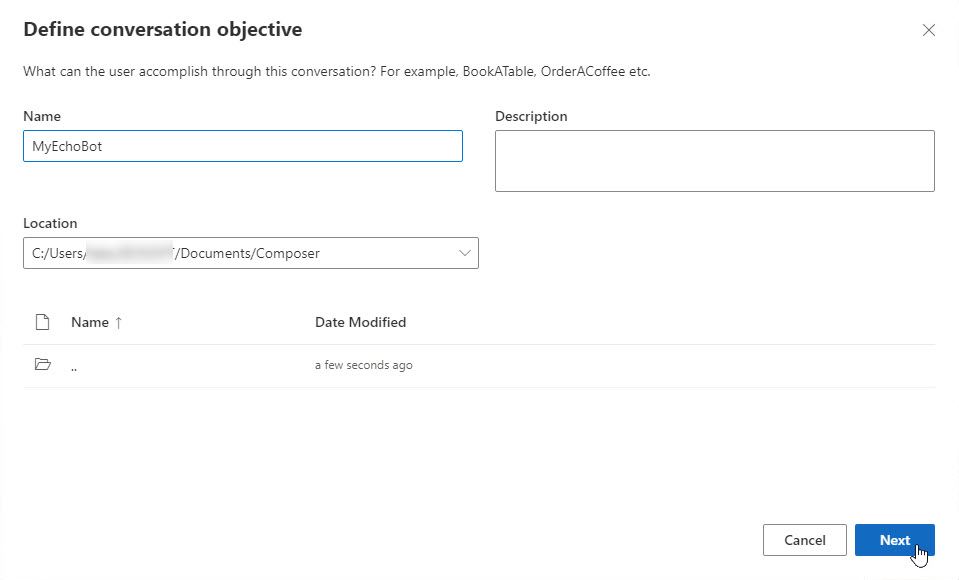 Define conversation objective
What can the user accomplish through this conversation? For example, BookATable, OrderACoffee etc.
Name
Description
MyEchoBot
Location
C:/Users/ /Documents/Composer
Name ↑
Date Modified
..
a few seconds ago
Cancel
Next